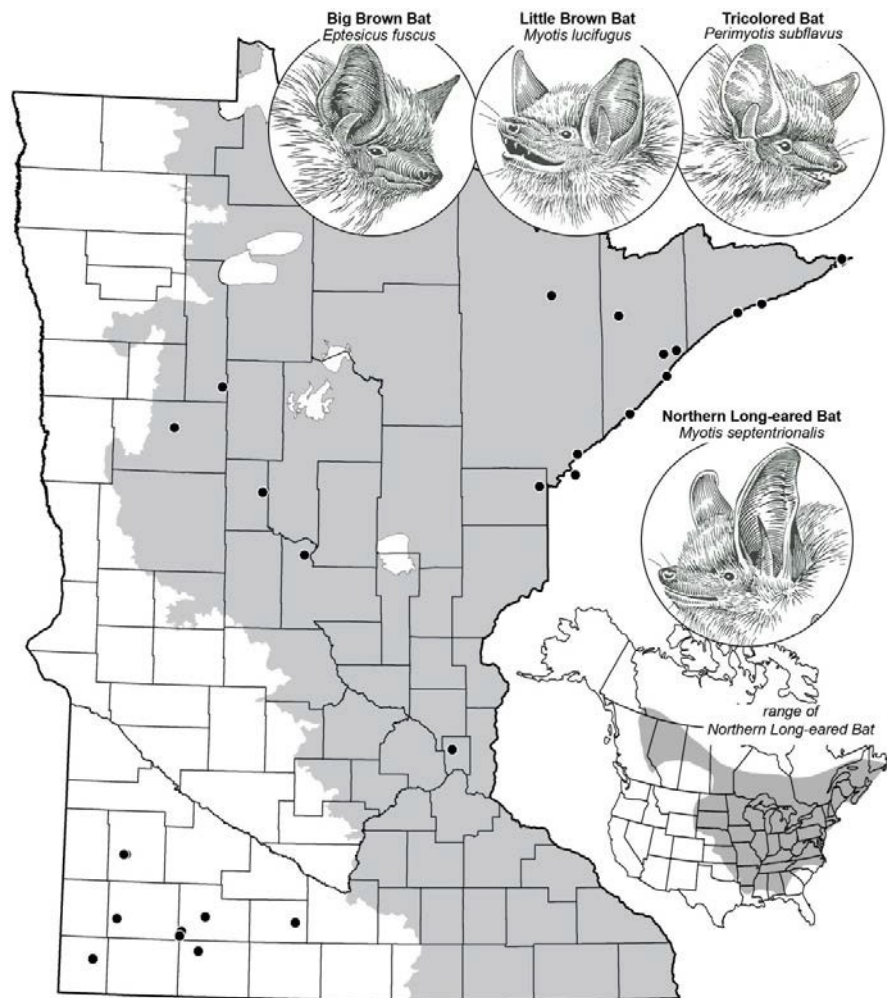 Big Brown Bat
Eptesicus fuscus
Little Brown Bat
Myotis lucifugus
Tricolored Bat
Perimyotis subflavus
Northern Long-eared Bat
Myotis septentrionalis
range of
Northern Long-eared Bat